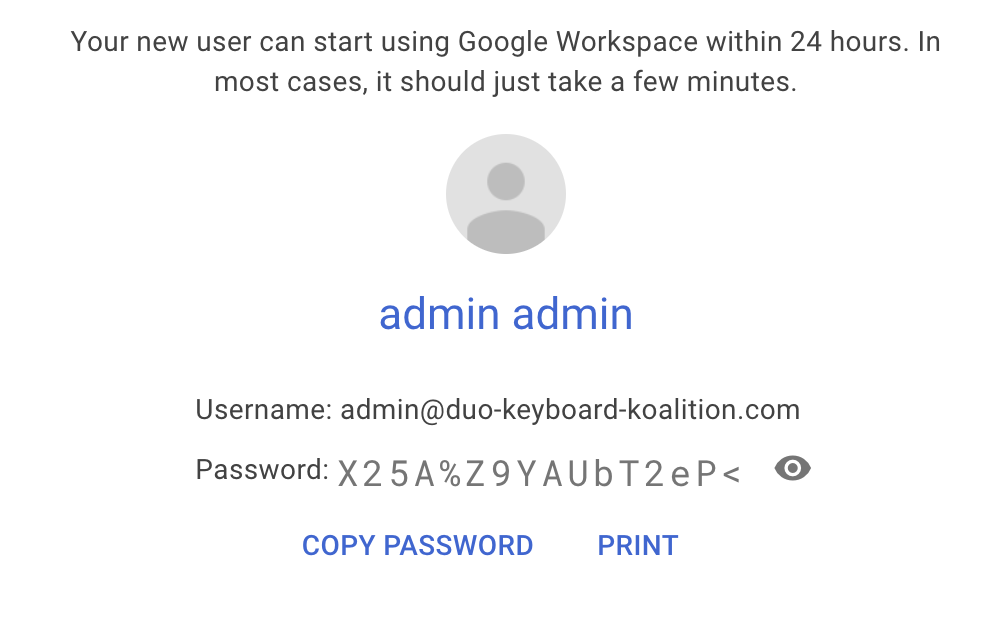 Your new user can start using Google Workspace within 24 hours. In
most cases, it should just take a few minutes.
admin admin
Username: admin@duo-keyboard-koalition.com
Password: X25A%Z9YAUbT2eP<
COPY PASSWORD PRINT